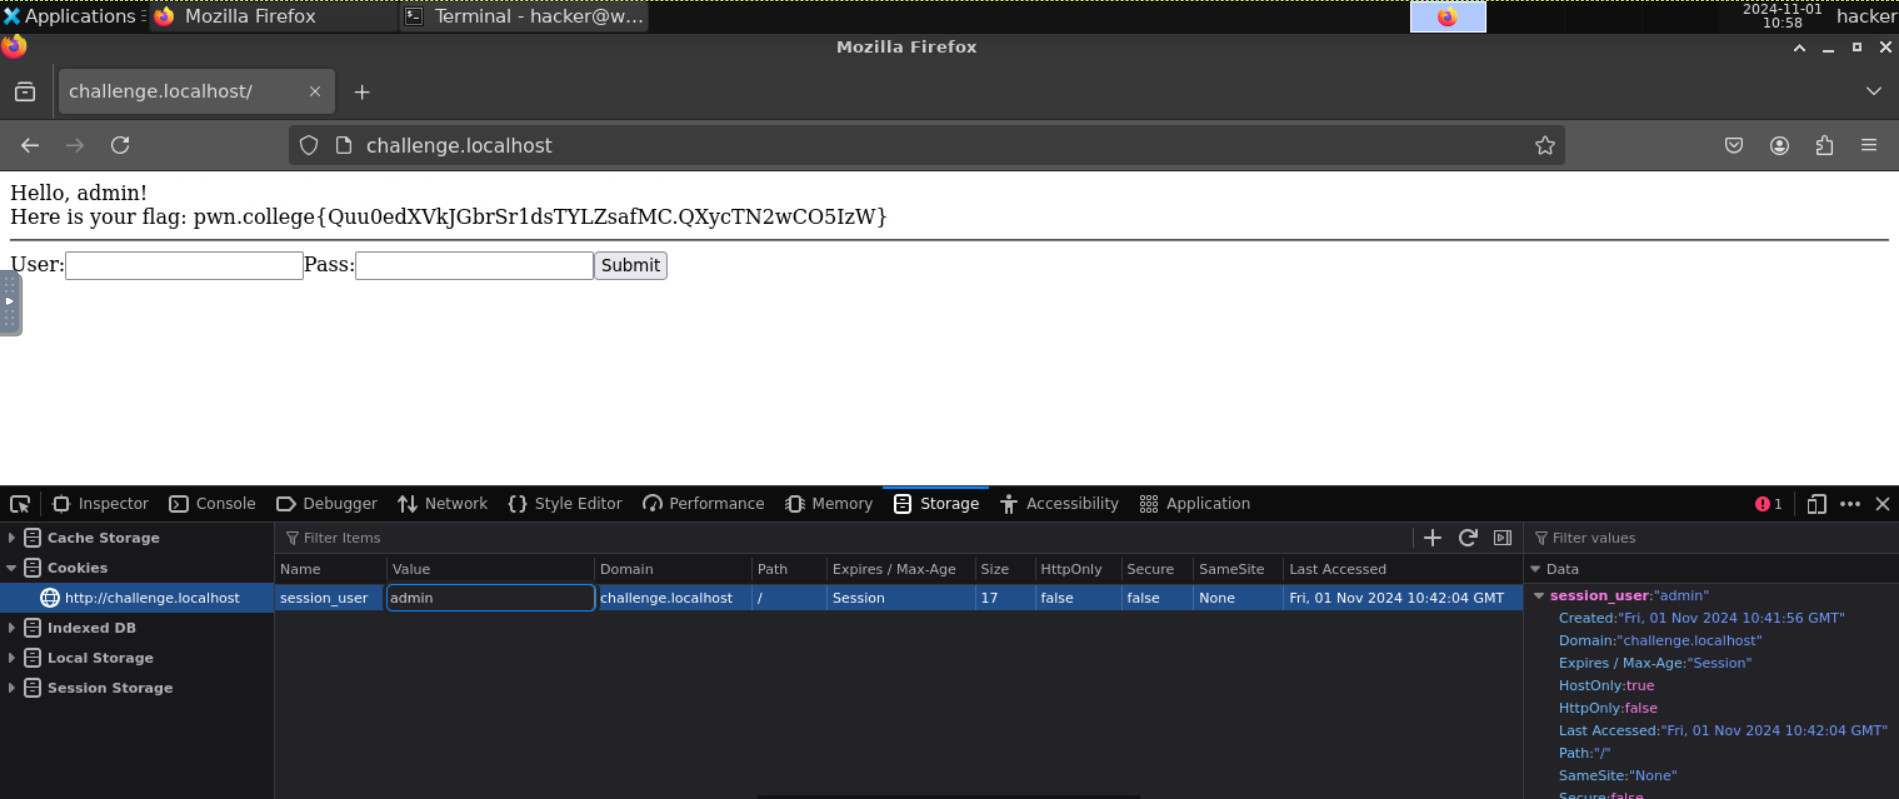 Applications Mozilla Firefox Terminal - hacker@w... 2024-11-01 10:58 hacker
Mozilla Firefox
challenge.localhost/
challenge.localhost
Hello, admin!
Here is your flag: pwn.college{Quu0edXVkJGbrSr1dsTYLZsafMC.QXycTN2wCO5IzW}
User: Pass: Submit
Inspector Console Debugger Network Style Editor Performance Memory Storage Accessibility Application 1
Cache Storage
Cookies
http://challenge.localhost
Indexed DB
Local Storage
Session Storage
Filter Items
Name Value Domain Path Expires / Max-Age Size HttpOnly Secure SameSite Last Accessed
session_user admin challenge.localhost / Session 17 false false None Fri, 01 Nov 2024 10:42:04 GMT
Filter values
Data
session_user:"admin"
Created:"Fri, 01 Nov 2024 10:41:56 GMT"
Domain:"challenge.localhost"
Expires / Max-Age:"Session"
HostOnly:true
HttpOnly:false
Last Accessed:"Fri, 01 Nov 2024 10:42:04 GMT"
Path:"/"
SameSite:"None"
Secure:false